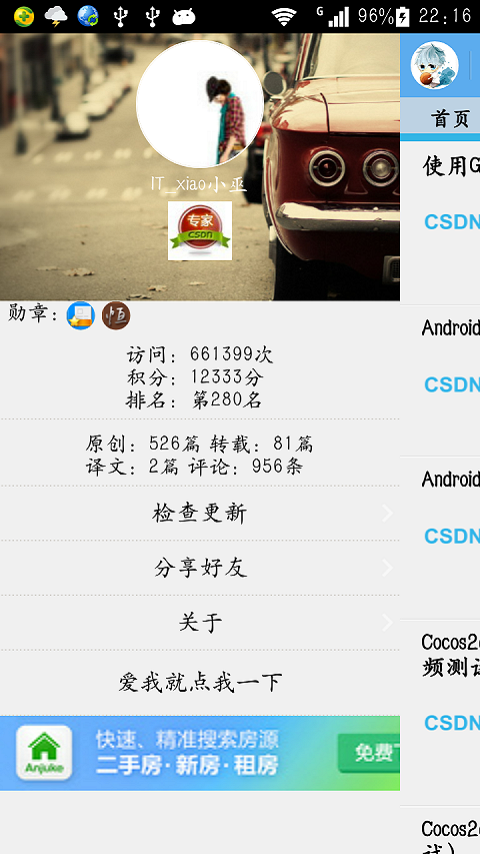 G 96% 22:16
IT_xiao小巫
专家
CSDN
首页
勋章：
恒
访问：661399次
积分：12333分
排名：第280名
原创：526篇 转载：81篇
译文：2篇 评论：956条
检查更新
分享好友
关于
爱我就点我一下
Anjuke
快速、精准搜索房源
二手房·新房·租房
免费
使用G
CSDN
Android
CSDN
Android
CSDN
Cocos2d
频测试
CSDN
Cocos2d
试）